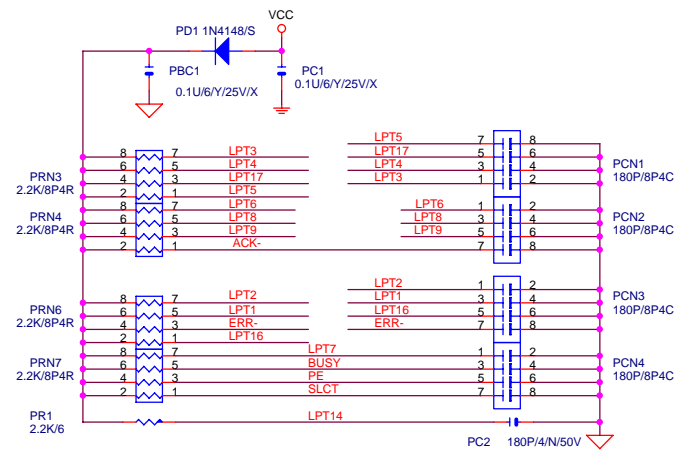 VCC
PD1 1N4148/S
PBC1
PC1
0.1U/6/Y/25V/X
0.1U/6/Y/25V/X
LPT5
7 8
8 7 LPT3
LPT17
5 6
6 5 LPT4
LPT4
3 4
PCN1
PRN3
4 3 LPT17
LPT3
1 2
180P/8P4C
2.2K/8P4R
2 1 LPT5
8 7 LPT6
LPT6
1 2
PRN4
6 5 LPT8
LPT8
3 4
PCN2
2.2K/8P4R
4 3 LPT9
LPT9
5 6
180P/8P4C
2 1 ACK-
7 8
LPT2
1 2
8 7 LPT2
LPT1
3 4
PCN3
PRN6
6 5 LPT1
LPT16
5 6
180P/8P4C
2.2K/8P4R
4 3 ERR-
ERR-
7 8
2 1 LPT16
8 7 LPT7 1 2
PRN7
6 5 BUSY 3 4
PCN4
2.2K/8P4R
4 3 PE 5 6
180P/8P4C
2 1 SLCT 7 8
PR1
LPT14
2.2K/6
PC2 180P/4/N/50V